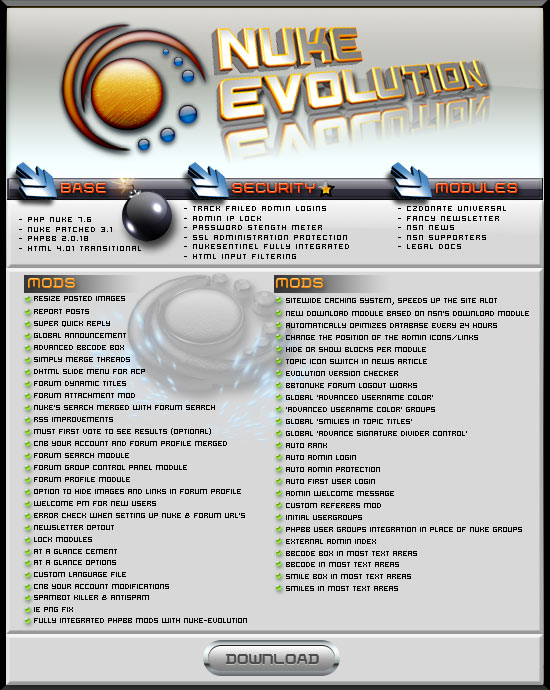 NUKE
EVOLUTION
BASE
- PHP NUKE 7.6
- NUKE PATCHED 3.1
- PHPBB 2.0.18
- HTML 4.01 TRANSITIONAL
SECURITY
- TRACK FAILED ADMIN LOGINS
- ADMIN IP LOCK
- PASSWORD STENGTH METER
- SSL ADMINISTRATION PROTECTION
- NUKESENTINEL FULLY INTEGRATED
- HTML INPUT FILTERING
MODULES
- CZDONATE UNIVERSAL
- FANCY NEWSLETTER
- NSN NEWS
- NSN SUPPORTERS
- LEGAL DOCS
MODS
RESIZE POSTED IMAGES
REPORT POSTS
SUPER QUICK REPLY
GLOBAL ANNOUNCEMENT
ADVANCED BBCODE BOX
SIMPLY MERGE THREADS
DHTML SLIDE MENU FOR ACP
FORUM DYNAMIC TITLES
FORUM ATTACHMENT MOD
NUKE'S SEARCH MERGED WITH FORUM SEARCH
RSS IMPROVEMENTS
MUST FIRST VOTE TO SEE RESULTS (OPTIONAL)
CNB YOUR ACCOUNT AND FORUM PROFILE MERGED
FORUM SEARCH MODULE
FORUM GROUP CONTROL PANEL MODULE
FORUM PROFILE MODULE
OPTION TO HIDE IMAGES AND LINKS IN FORUM PROFILE
WELCOME PM FOR NEW USERS
ERROR CHECK WHEN SETTING UP NUKE & FORUM URL'S
NEWSLETTER OPTOUT
LOCK MODULES
AT A GLANCE CEMENT
AT A GLANCE OPTIONS
CUSTOM LANGUAGE FILE
CNB YOUR ACCOUNT MODIFICATIONS
SPAMBOT KILLER & ANTISPAM
IE PNG FIX
FULLY INTEGRATED PHPBB MODS WITH NUKE-EVOLUTION
MODS
SITEWIDE CACHING SYSTEM, SPEEDS UP THE SITE ALOT
NEW DOWNLOAD MODULE BASED ON NSN'S DOWNLOAD MODULE
AUTOMATICALLY OPIMIZES DATABASE EVERY 24 HOURS
CHANGE THE POSITION OF THE ADMIN ICONS/LINKS
HIDE OR SHOW BLOCKS PER MODULE
TOPIC ICON SWITCH IN NEWS ARTICLE
EVOLUTION VERSION CHECKER
BBTONUKE FORUM LOGOUT WORKS
GLOBAL 'ADVANCED USERNAME COLOR'
'ADVANCED USERNAME COLOR' GROUPS
GLOBAL 'SMILIES IN TOPIC TITLES'
GLOBAL 'ADVANCE SIGNATURE DIVIDER CONTROL'
AUTO RANK
AUTO ADMIN LOGIN
AUTO ADMIN PROTECTION
AUTO FIRST USER LOGIN
ADMIN WELCOME MESSAGE
CUSTOM REFERERS MOD
INITIAL USERGROUPS
PHPBB USER GROUPS INTEGRATION IN PLACE OF NUKE GROUPS
EXTERNAL ADMIN INDEX
BBCODE BOX IN MOST TEXT AREAS
BBCODE IN MOST TEXT AREAS
SMILE BOX IN MOST TEXT AREAS
SMILES IN MOST TEXT AREAS
DOWNLOAD